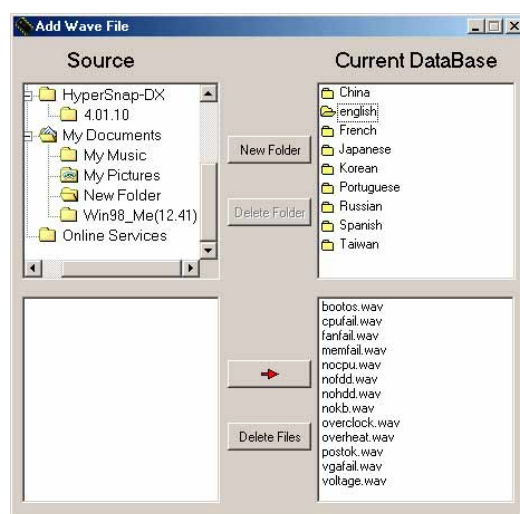 Add Wave File
Source
Current DataBase
HyperSnap-DX
4.01.10
My Documents
My Music
My Pictures
New Folder
Win98_Me(12.41)
Online Services
New Folder
Delete Folder
China
english
French
Japanese
Korean
Portuguese
Russian
Spanish
Taiwan
Delete Files
bootos.wav
cpufail.wav
fanfail.wav
memfail.wav
nocpu.wav
nofdd.wav
nohdd.wav
nokb.wav
overclock.wav
overheat.wav
postok.wav
vgafail.wav
voltage.wav